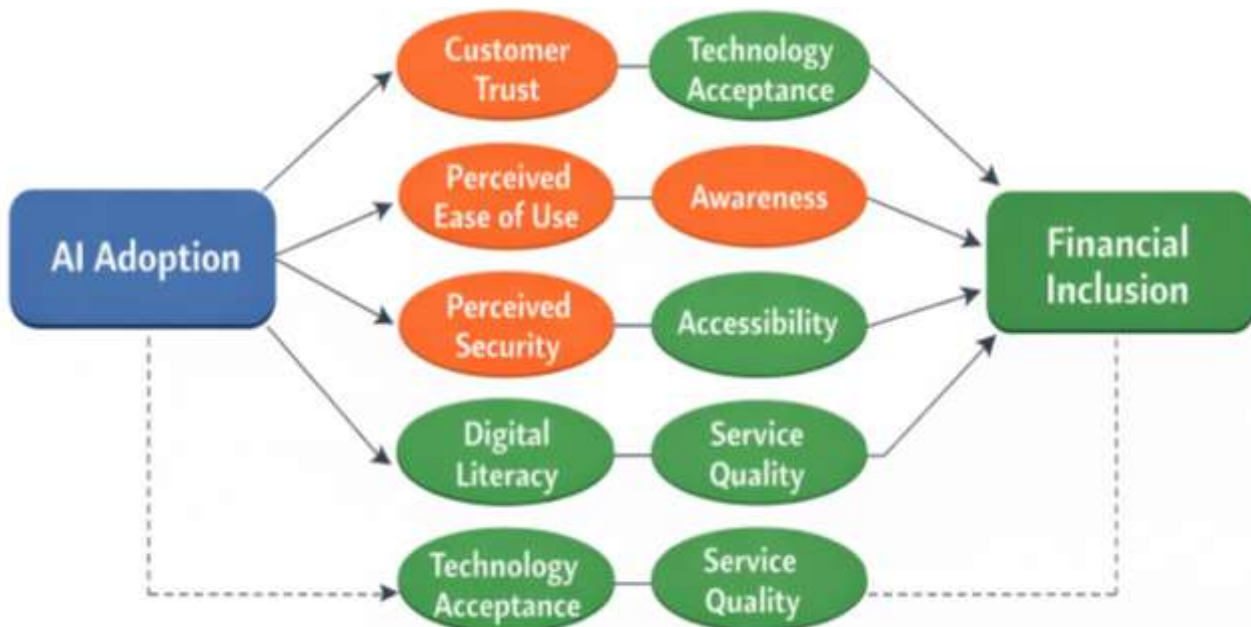 Customer
Trust
Technology
Acceptance
Perceived
Ease of Use
Awareness
AI Adoption
Financial
Inclusion
Perceived
Security
Accessibility
Digital
Literacy
Service
Quality
Technology
Acceptance
Service
Quality